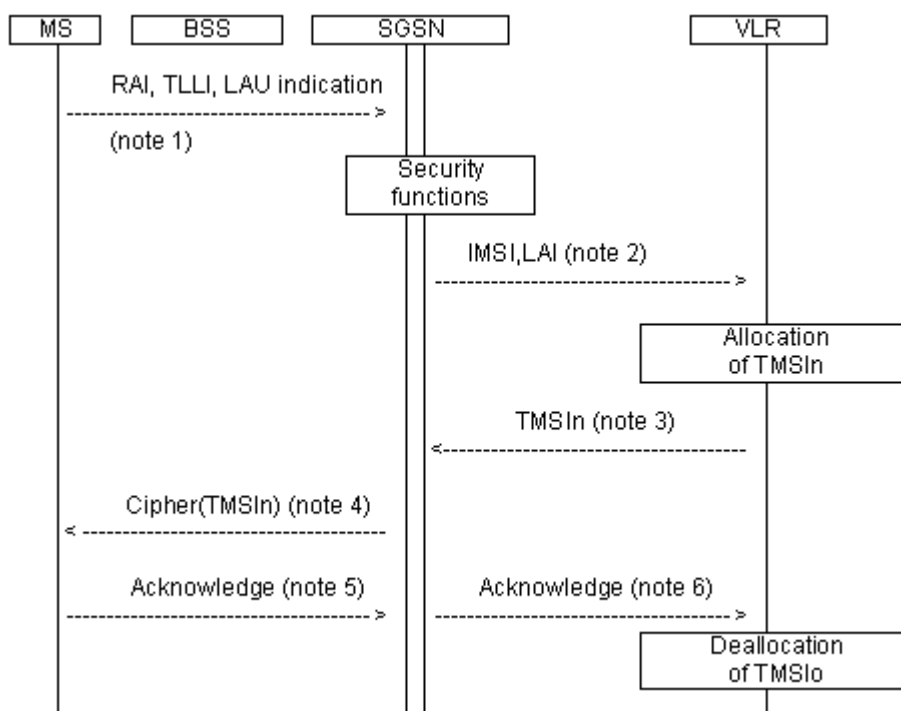 MS BSS SGSN VLR
RAI, TLLI, LAU indication
(note 1)
Security
functions
IMSI,LAI (note 2)
Allocation
of TMSIn
TMSIn (note 3)
Cipher(TMSIn) (note 4)
Acknowledge (note 5) Acknowledge (note 6)
Deallocation
of TMSIo